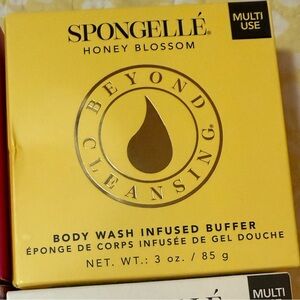 SPONGELLÉ®
HONEY BLOSSOM
MULTI
USE
BEYOND
CLEANSING.
BODY WASH INFUSED BUFFER
ÉPONGE DE CORPS INFUSÉE DE GEL DOUCHE
NET. WT.: 3 oz. / 85 g
MULTI